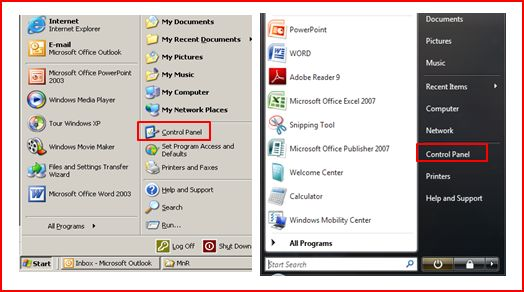 Internet
Internet Explorer
E-mail
Microsoft Office Outlook
Microsoft Office PowerPoint
2003
Windows Media Player
Tour Windows XP
Windows Movie Maker
Files and Settings Transfer
Wizard
Microsoft Office Word 2003
All Programs
My Documents
My Recent Documents
My Pictures
My Music
My Computer
My Network Places
Control Panel
Set Program Access and
Defaults
Printers and Faxes
Help and Support
Search
Run...
Log Off
Shut Down
Start
Inbox - Microsoft Outlook
MnR
PowerPoint
WORD
Adobe Reader 9
Microsoft Office Excel 2007
Snipping Tool
Microsoft Office Publisher 2007
Welcome Center
Calculator
Windows Mobility Center
All Programs
Start Search
Documents
Pictures
Music
Recent Items
Computer
Network
Control Panel
Printers
Help and Support